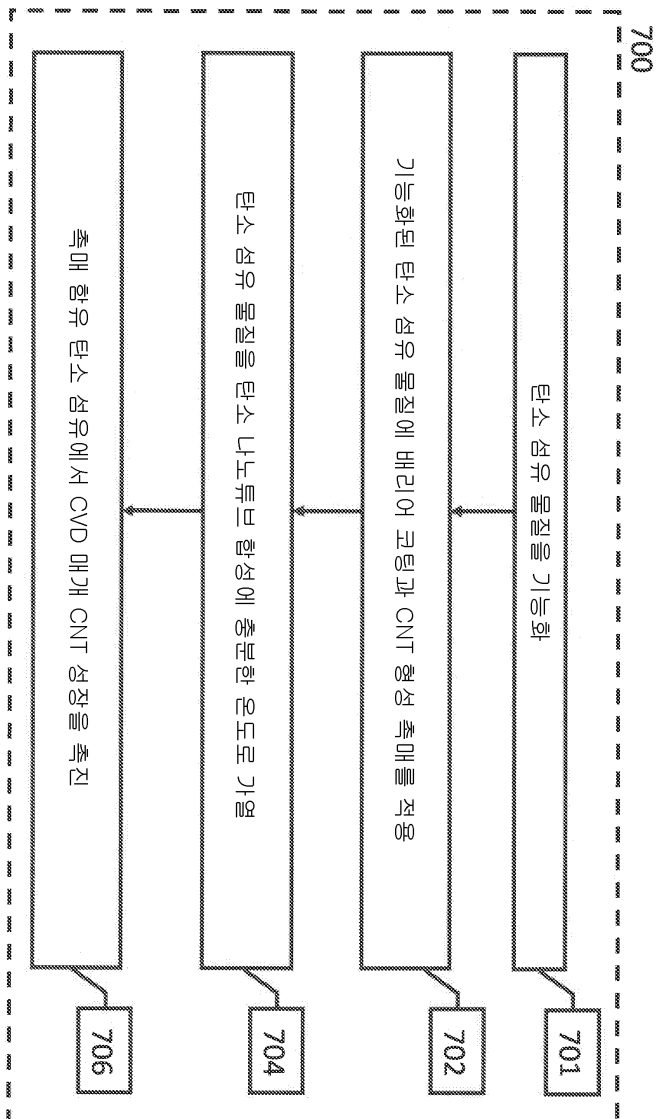 700
탄소 섬유 물질을 기능화
701
기능화된 탄소 섬유 물질에 배리어 코팅과 CNT 형성 촉매를 적용
702
탄소 섬유 물질을 탄소 나노튜브 합성에 충분한 온도로 가열
704
촉매 함유 탄소 섬유에서 CVD 매개 CNT 성장을 촉진
706